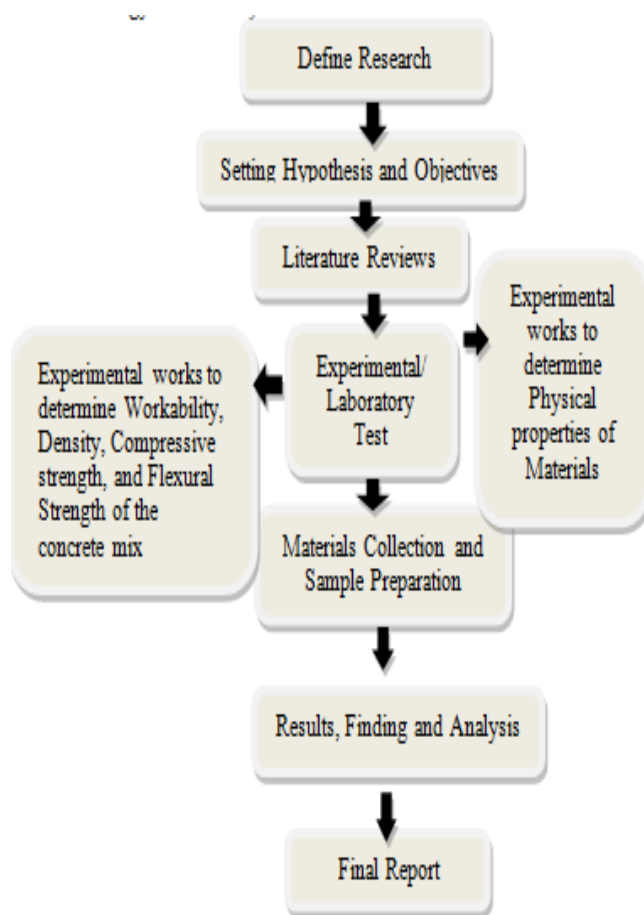 Define Research
Setting Hypothesis and Objectives
Literature Reviews
Experimental
works to
determine
Physical
properties of
Materials
Experimental/
Laboratory
Test
Experimental works to
determine Workability,
Density, Compressive
strength, and Flexural
Strength of the
concrete mix
Materials Collection and
Sample Preparation
Results, Finding and Analysis
Final Report